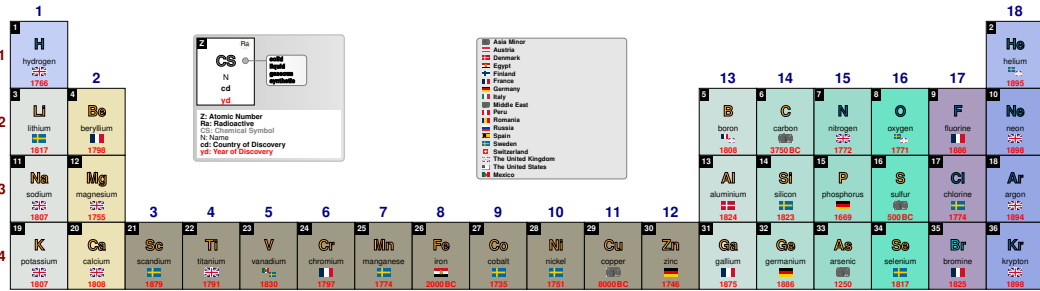 1
18
1
H
hydrogen
1766
2
He
helium
1895
1
2
13
14
15
16
17
3
Li
lithium
1817
4
Be
beryllium
1798
5
B
boron
1808
6
C
carbon
3750 BC
7
N
nitrogen
1772
8
O
oxygen
1771
9
F
fluorine
1886
10
Ne
neon
1898
2
11
Na
sodium
1807
12
Mg
magnesium
1755
13
Al
aluminium
1824
14
Si
silicon
1823
15
P
phosphorus
1669
16
S
sulfur
500 BC
17
Cl
chlorine
1774
18
Ar
argon
1894
3
3
4
5
6
7
8
9
10
11
12
19
K
potassium
1807
20
Ca
calcium
1808
21
Sc
scandium
1879
22
Ti
titanium
1791
23
V
vanadium
1830
24
Cr
chromium
1797
25
Mn
manganese
1774
26
Fe
iron
2000 BC
27
Co
cobalt
1735
28
Ni
nickel
1751
29
Cu
copper
8000 BC
30
Zn
zinc
1746
31
Ga
gallium
1875
32
Ge
germanium
1886
33
As
arsenic
1250
34
Se
selenium
1817
35
Br
bromine
1825
36
Kr
krypton
1898
4
Z
Ra
CS
N
cd
yd
solid
liquid
gaseous
synthetic
Z: Atomic Number
Ra: Radioactive
CS: Chemical Symbol
N: Name
cd: Country of Discovery
yd: Year of Discovery
Asia Minor
Austria
Denmark
Egypt
Finland
France
Germany
Italy
Middle East
Peru
Romania
Russia
Spain
Sweden
Switzerland
The United Kingdom
The United States
Mexico